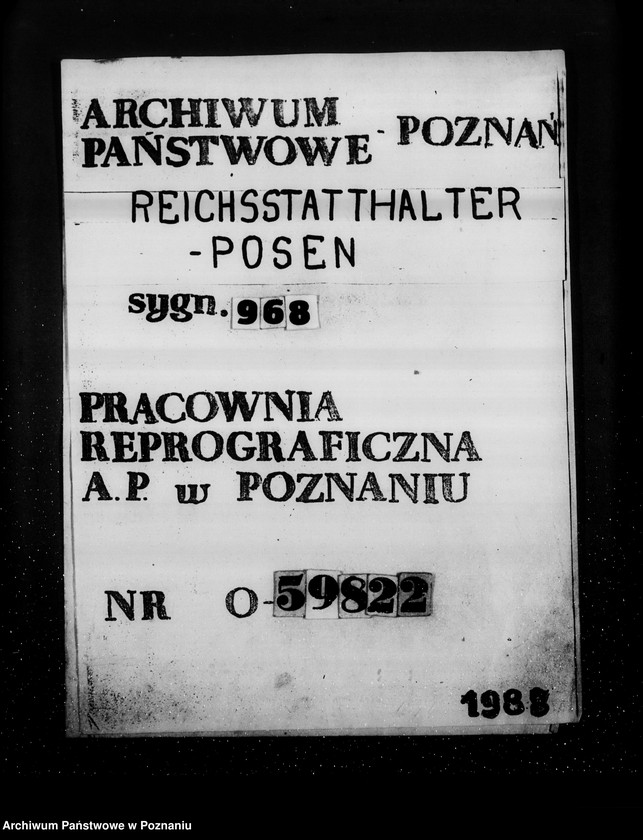 ARCHIWUM
PAŃSTWOWE - POZNAŃ
REICHSSTATTHALTER
-POSEN
sygn. 968
PRACOWNIA
REPROGRAFICZNA
A.P. w POZNANIU
NR O-59822
1988
Archiwum Państwowe w Poznaniu